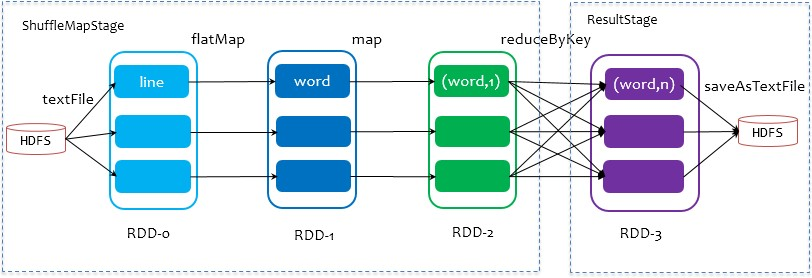 ShuffleMapStage
ResultStage
flatMap
map
reduceByKey
textFile
line
word
(word,1)
(word,n)
saveAsTextFile
HDFS
HDFS
RDD-0
RDD-1
RDD-2
RDD-3